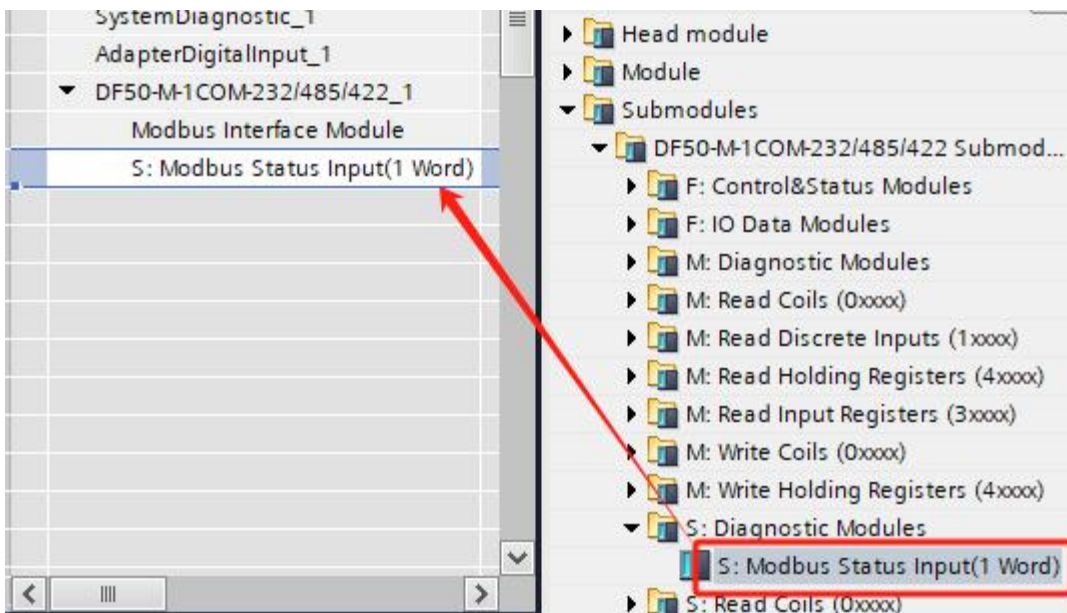 SystemDiagnostic_1
AdapterDigitalInput_1
DF50-M-1COM-232/485/422_1
Modbus Interface Module
S: Modbus Status Input(1 Word)
Head module
Module
Submodules
DF50-M-1COM-232/485/422 Submod...
F: Control&Status Modules
F: IO Data Modules
M: Diagnostic Modules
M: Read Coils (0xxxx)
M: Read Discrete Inputs (1xxxx)
M: Read Holding Registers (4xxxx)
M: Read Input Registers (3xxxx)
M: Write Coils (0xxxx)
M: Write Holding Registers (4xxxx)
S: Diagnostic Modules
S: Modbus Status Input(1 Word)
S: Read Coils (0xxxx)